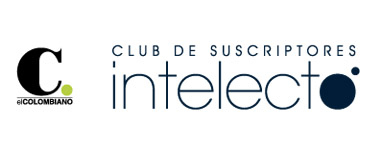 C.
elCOLOMBIANO
CLUB DE SUSCRIPTORES
intelecto